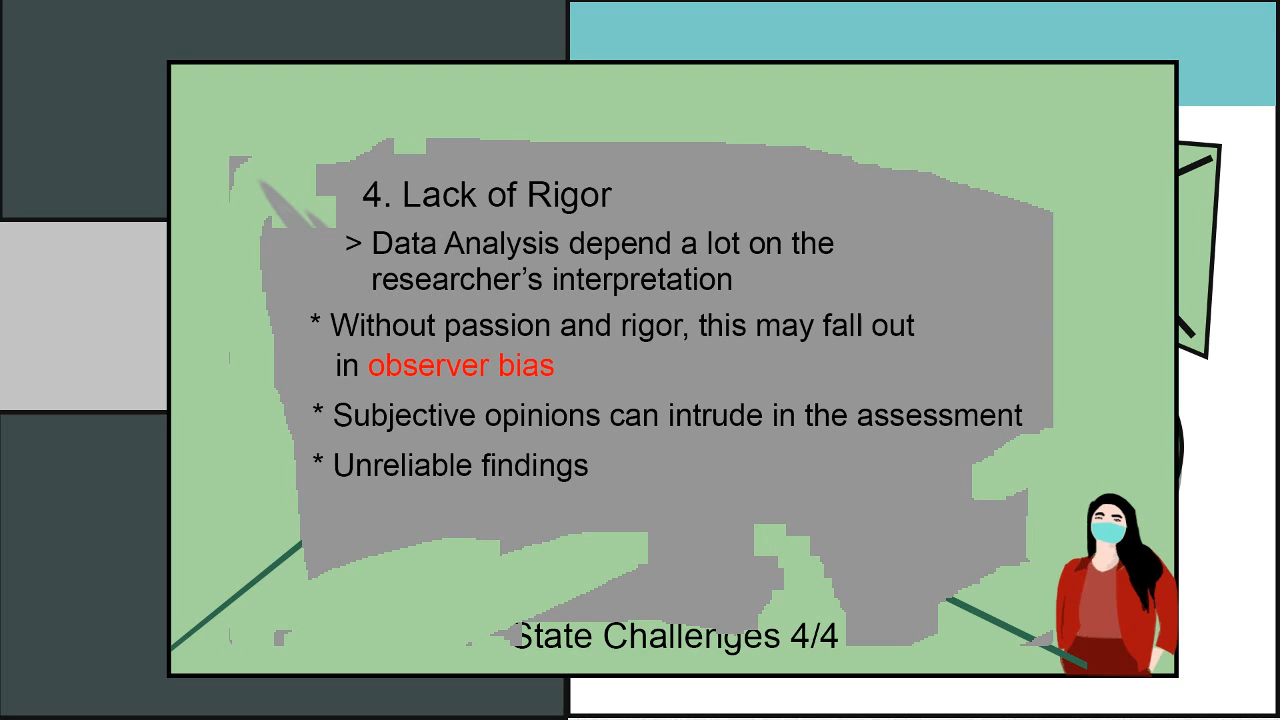 4. Lack of Rigor
> Data Analysis depend a lot on the
researcher’s interpretation
* Without passion and rigor, this may fall out
in observer bias
* Subjective opinions can intrude in the assessment
* Unreliable findings
State Challenges 4/4